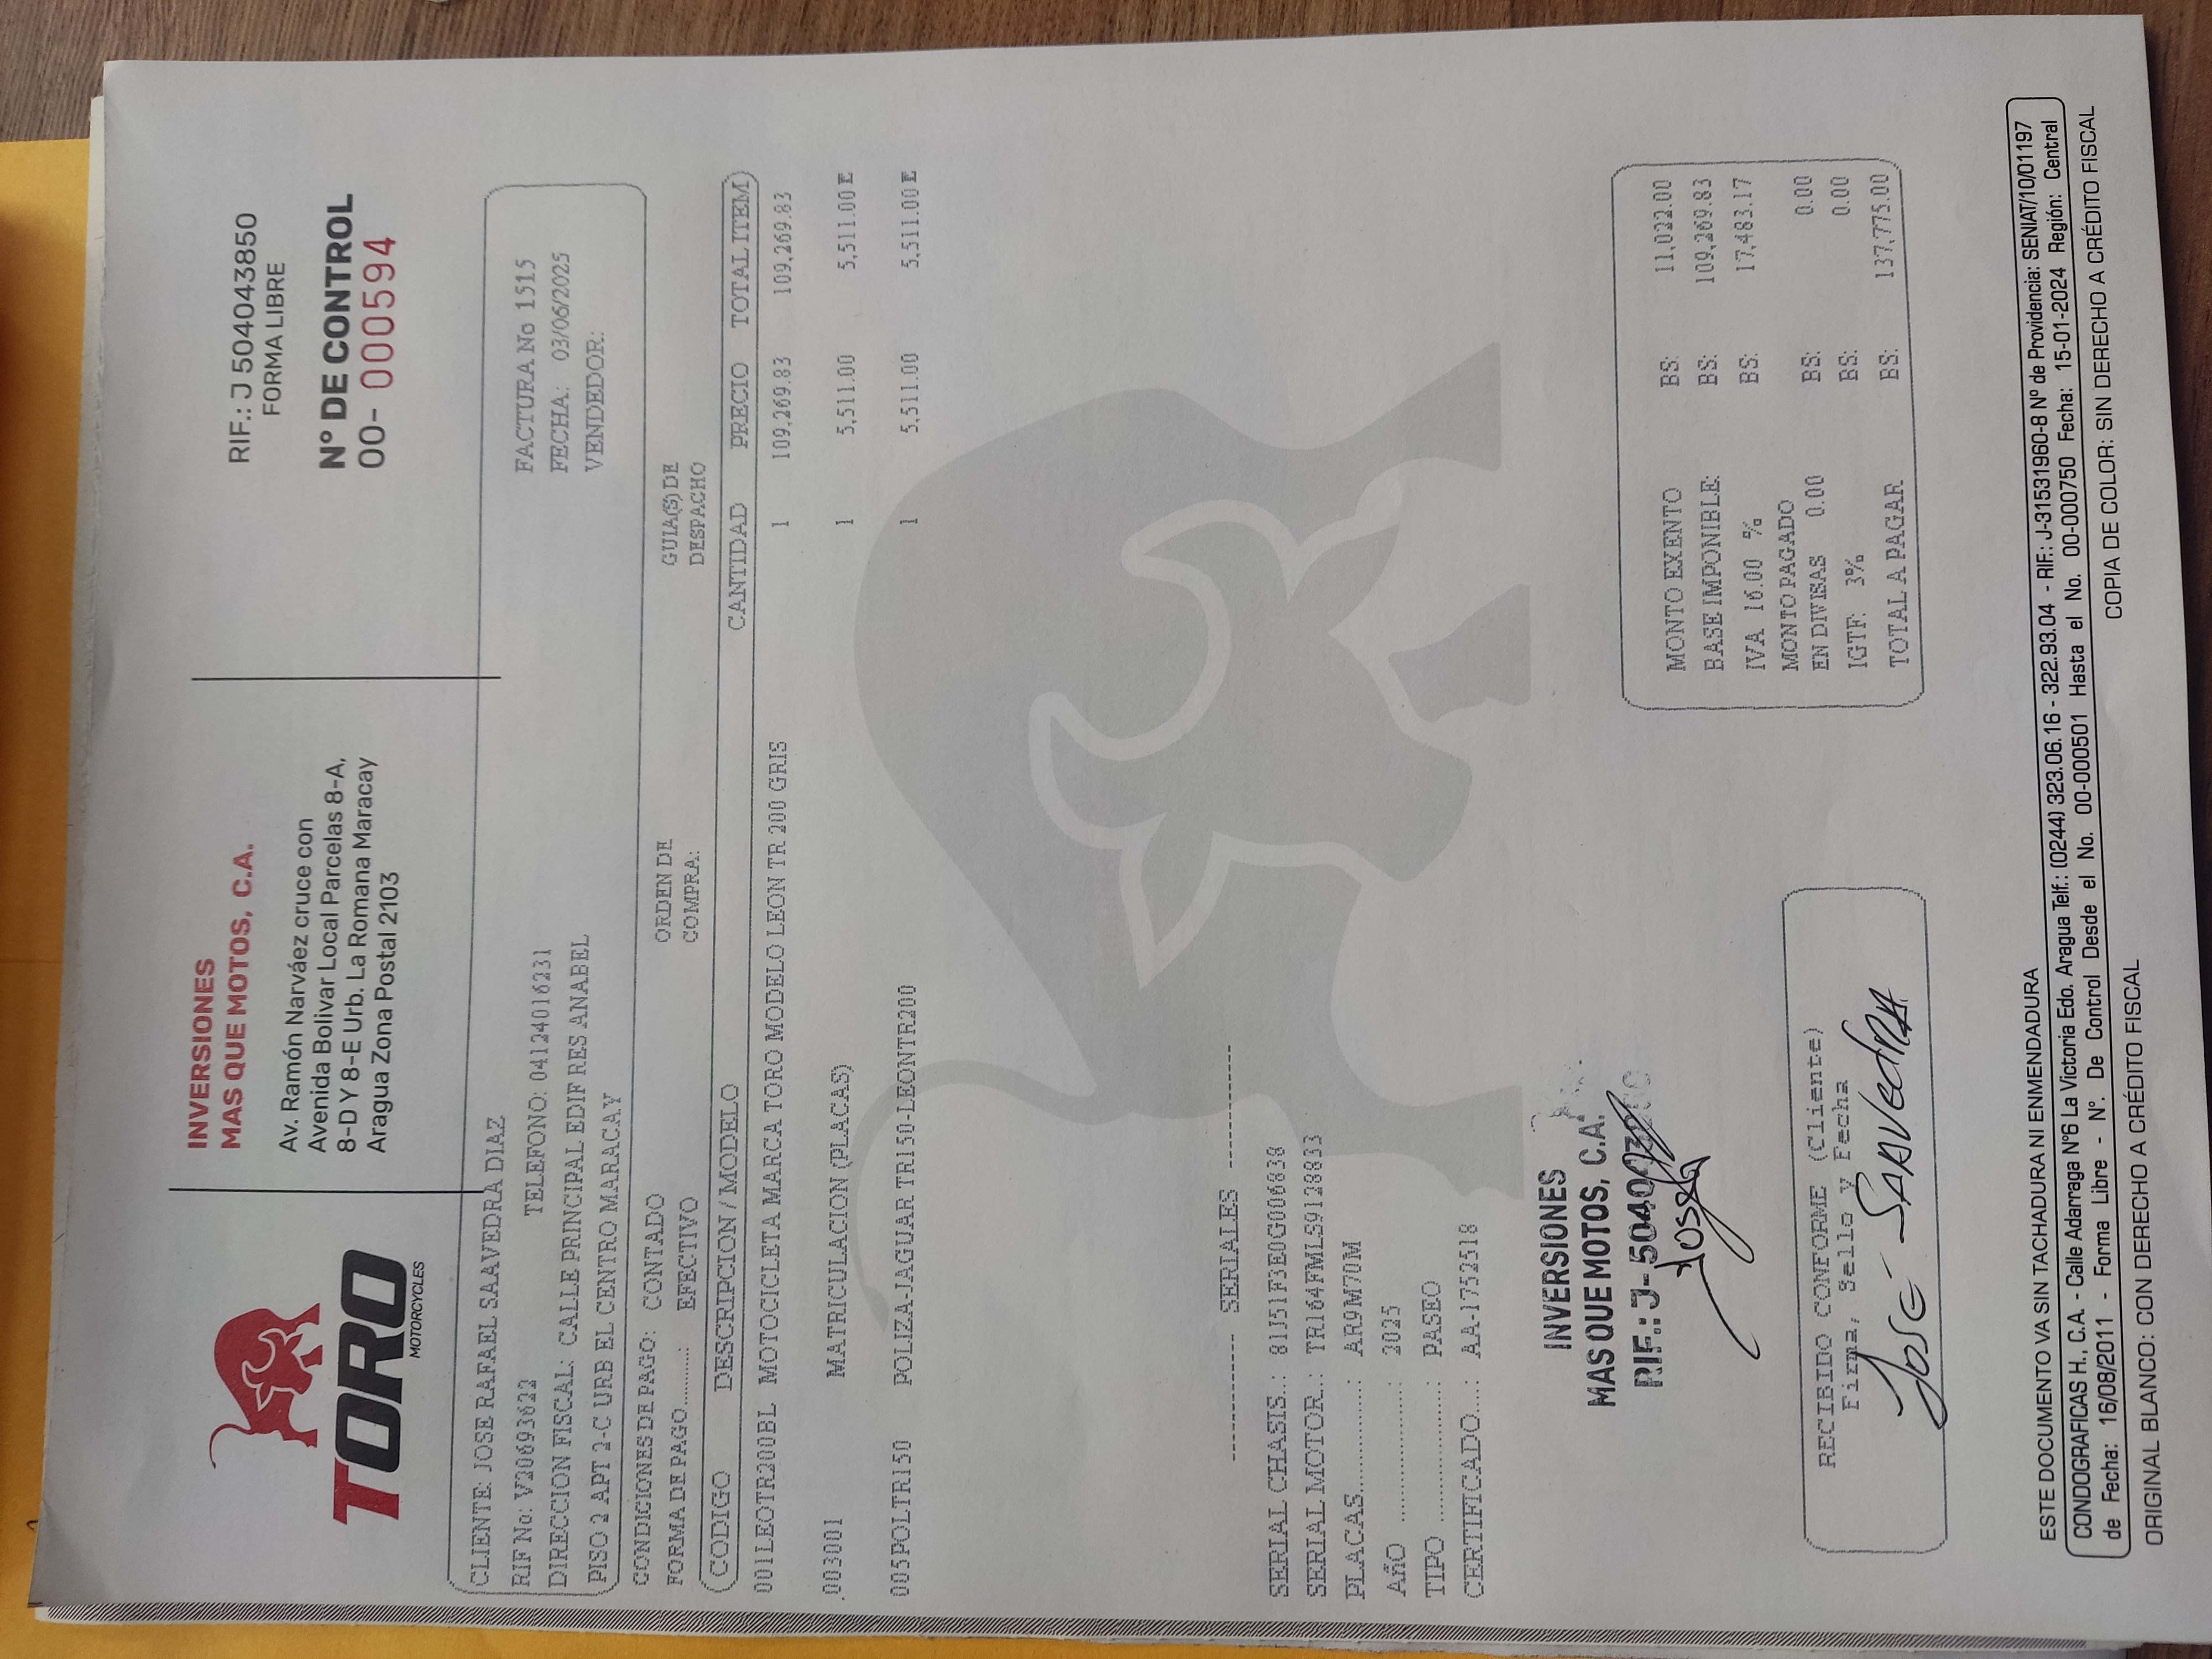 TORO
MOTORCYCLES
INVERSIONES
MAS QUE MOTOS, C.A.
Av. Ramón Narváez cruce con
Avenida Bolivar Local Parcelas 8-A,
8-D Y 8-E Urb. La Romana Maracay
Aragua Zona Postal 2103
RIF.: J 504043850
FORMA LIBRE
N° DE CONTROL
00- 000594
CLIENTE: JOSE RAFAEL SAAVEDRA DIAZ
RIF No: V20693622 TELEFONO: 04124016231
DIRECCION FISCAL: CALLE PRINCIPAL EDIF RES ANABEL
PISO 2 APT 2-C URB EL CENTRO MARACAY
FACTURA No 1515
FECHA: 03/06/2025
VENDEDOR:
CONDICIONES DE PAGO: CONTADO
FORMA DE PAGO..........: EFECTIVO
ORDEN DE
COMPRA:
GUIA(S) DE
DESPACHO
CODIGO DESCRIPCION / MODELO CANTIDAD PRECIO TOTAL ITEM
001LEOTR200BL MOTOCICLETA MARCA TORO MODELO LEON TR 200 GRIS 1 109,269.83 109,269.83
.003001 MATRICULACION (PLACAS) 1 5,511.00 5,511.00 E
005POLTR150 POLIZA-JAGUAR TR150-LEONTR200 1 5,511.00 5,511.00 E
------------ SERIALES ------------
SERIAL CHASIS..: 81J51F3E0G006838
SERIAL MOTOR..: TR164FMLS9128833
PLACAS...............: AR9M70M
AÑO ..................: 2025
TIPO ..................: PASEO
CERTIFICADO....: AA-1752518
INVERSIONES
MAS QUE MOTOS, C.A.
RIF.: J-50404
MONTO EXENTO BS: 11,022.00
BASE IMPONIBLE: BS: 109,269.83
IVA 16.00 % BS: 17,483.17
MONTO PAGADO
EN DIVISAS 0.00 BS: 0.00
IGTF: 3% BS: 0.00
TOTAL A PAGAR BS: 137,775.00
RECIBIDO CONFORME (Cliente)
Firma, Sello y Fecha
Jose SAAVedRA
ESTE DOCUMENTO VA SIN TACHADURA NI ENMENDADURA
CONDOGRAFICAS H., C.A. - Calle Adarraga N°6 La Victoria Edo. Aragua Telf.: (0244) 323.06.16 - 322.93.04 - RIF.: J-31531960-8 N° de Providencia: SENIAT/10/01197
de Fecha: 16/08/2011 - Forma Libre - N°. De Control Desde el No. 00-000501 Hasta el No. 00-000750 Fecha: 15-01-2024 Región: Central
ORIGINAL BLANCO: CON DERECHO A CRÉDITO FISCAL COPIA DE COLOR: SIN DERECHO A CRÉDITO FISCAL